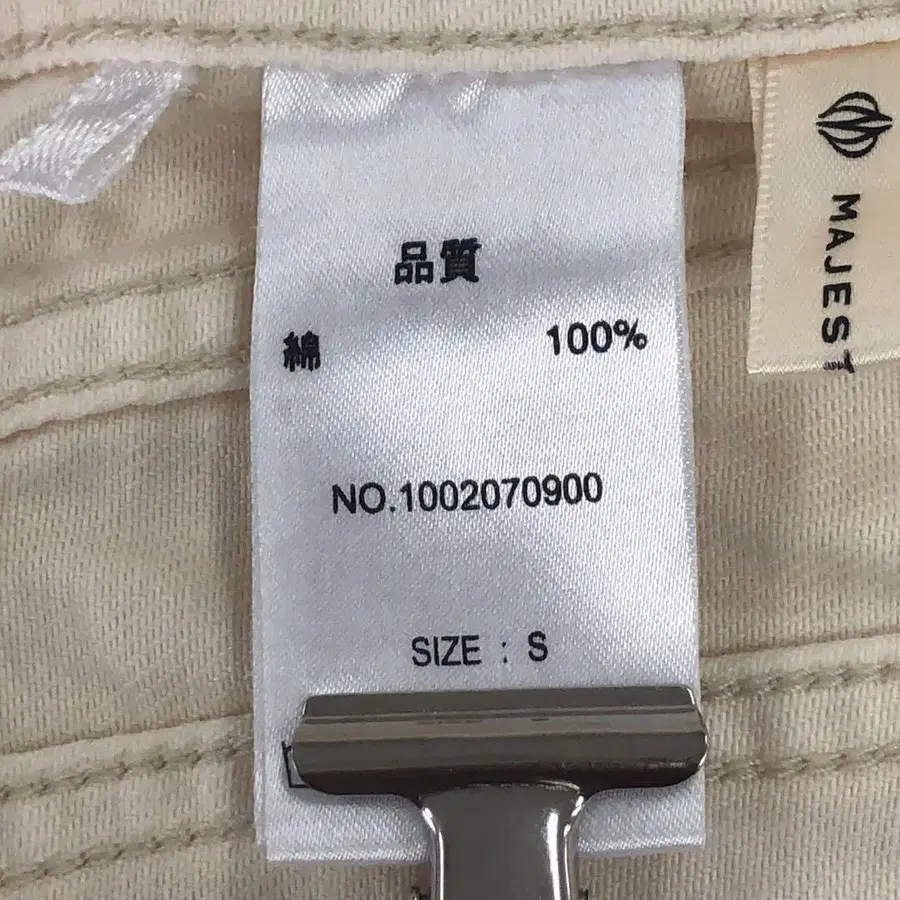 品質
綿 100%
NO.1002070900
SIZE : S
MAJEST